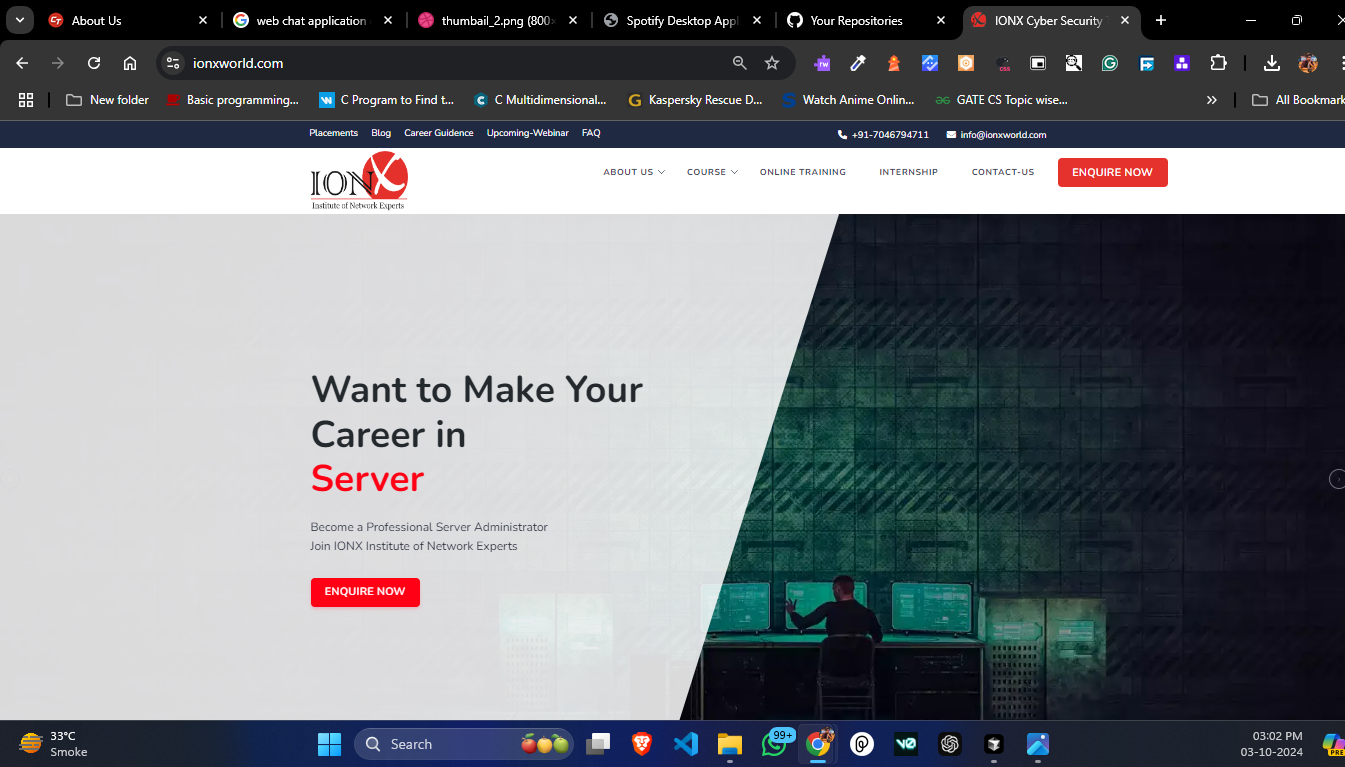 About Us
web chat application
thumbail_2.png (800×
Spotify Desktop Appl
Your Repositories
IONX Cyber Security
ionxworld.com
New folder
Basic programming...
C Program to Find t...
C Multidimensional...
Kaspersky Rescue D...
Watch Anime Onlin...
GATE CS Topic wise...
All Bookmark
Placements
Blog
Career Guidence
Upcoming-Webinar
FAQ
+91-7046794711
info@ionxworld.com
IONX
Institute of Network Experts
ABOUT US
COURSE
ONLINE TRAINING
INTERNSHIP
CONTACT-US
ENQUIRE NOW
Want to Make Your
Career in
Server
Become a Professional Server Administrator
Join IONX Institute of Network Experts
ENQUIRE NOW
33°C
Smoke
Search
99+
03:02 PM
03-10-2024
PRE